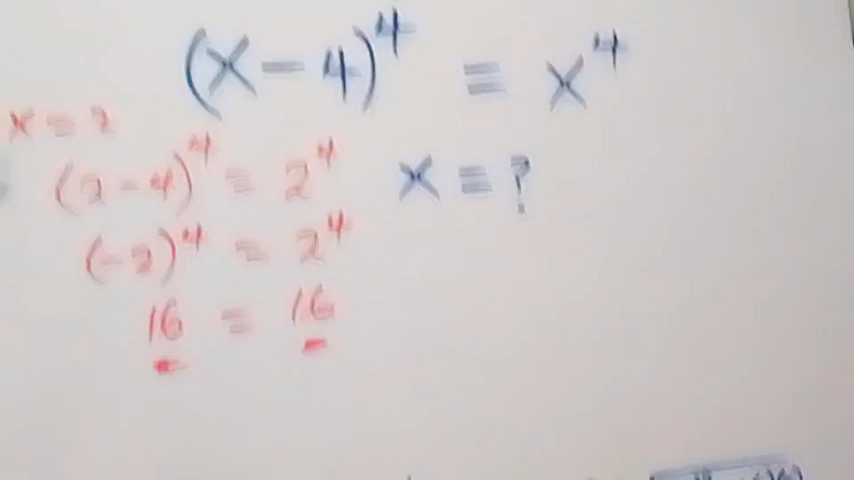 (x - 4)⁴ = x⁴
x = ?
x = 2
(2 - 4)⁴ = 2⁴
(-2)⁴ = 2⁴
16 = 16